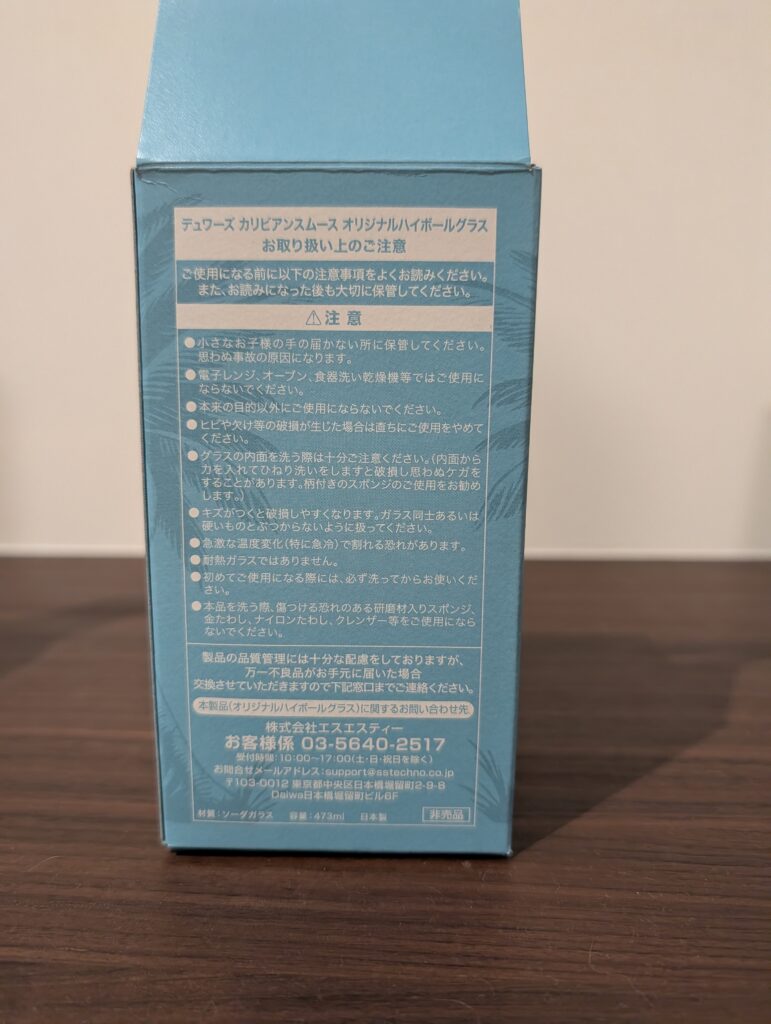 デュワーズ カリビアンスムース オリジナルハイボールグラス
お取り扱い上のご注意
ご使用になる前に以下の注意事項をよくお読みください。
また、お読みになった後も大切に保管してください。
⚠注 意
●小さなお子様の手の届かない所に保管してください。
思わぬ事故の原因になります。
●電子レンジ、オーブン、食器洗い乾燥機等ではご使用に
ならないでください。
●本来の目的以外にご使用にならないでください。
●ヒビや欠け等の破損が生じた場合は直ちにご使用をやめて
ください。
●グラスの内面を洗う際は十分ご注意ください。(内面から
力を入れてひねり洗いをしますと破損し思わぬケガを
することがあります。柄付きのスポンジのご使用をお勧め
します。)
●キズがつくと破損しやすくなります。ガラス同士あるいは
硬いものとぶつからないように扱ってください。
●急激な温度変化(特に急冷)で割れる恐れがあります。
●耐熱ガラスではありません。
●初めてご使用になる際には、必ず洗ってからお使いくだ
さい。
●本品を洗う際、傷つける恐れのある研磨材入りスポンジ、
金たわし、ナイロンたわし、クレンザー等をご使用になら
ないでください。
製品の品質管理には十分な配慮をしておりますが、
万一不良品がお手元に届いた場合
交換させていただきますので下記窓口までご連絡ください。
本製品(オリジナルハイボールグラス)に関するお問い合わせ先
株式会社エスエスティー
お客様係 03-5640-2517
受付時間:10:00〜17:00(土・日・祝日を除く)
お問合せメールアドレス:support@sstechno.co.jp
〒103-0012 東京都中央区日本橋堀留町2-9-8
Daiwa日本橋堀留町ビル6F
材質:ソーダガラス 容量:473ml 日本製 非売品